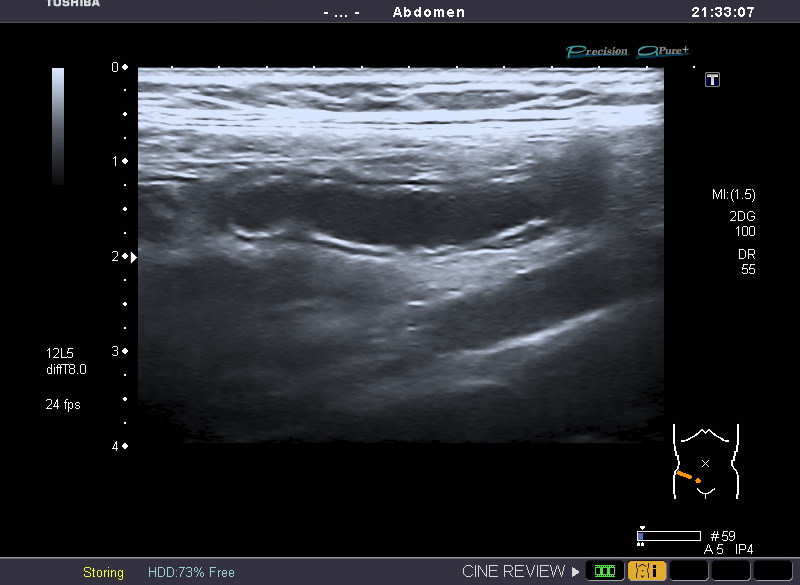 TOSHIBA
- ... - Abdomen 21:33:07
Precision APure+
T
0
1
2
3
4
MI:(1.5)
2DG
100
DR
55
12L5
diffT8.0
24 fps
#59
A 5 IP4
Storing HDD:73% Free CINE REVIEW
i